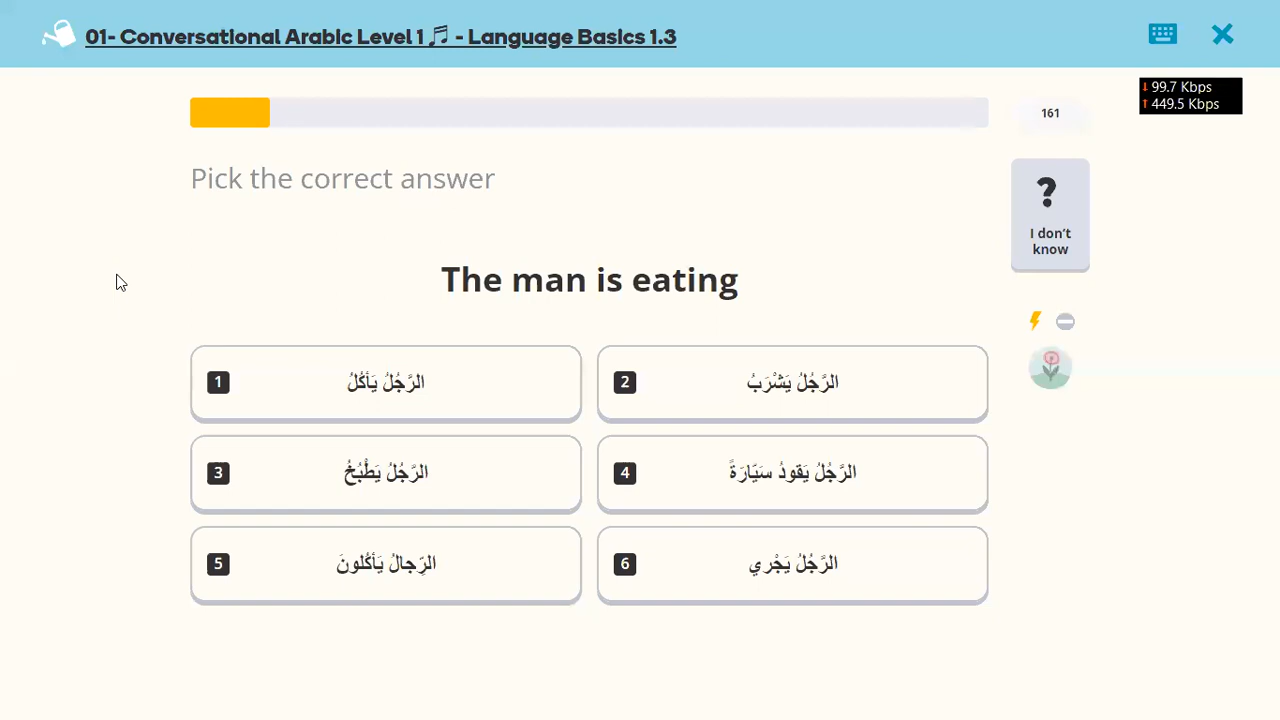 01- Conversational Arabic Level 1 🎵 - Language Basics 1.3
99.7 Kbps
449.5 Kbps
161
Pick the correct answer
?
I don't
know
The man is eating
1 الرَّجُلُ يَأكُلُ
2 الرَّجُلُ يَشْرَبُ
3 الرَّجُلُ يَطْبُخُ
4 الرَّجُلُ يَقودُ سَيّارَةً
5 الرِّجالُ يَأكُلونَ
6 الرَّجُلُ يَجْري